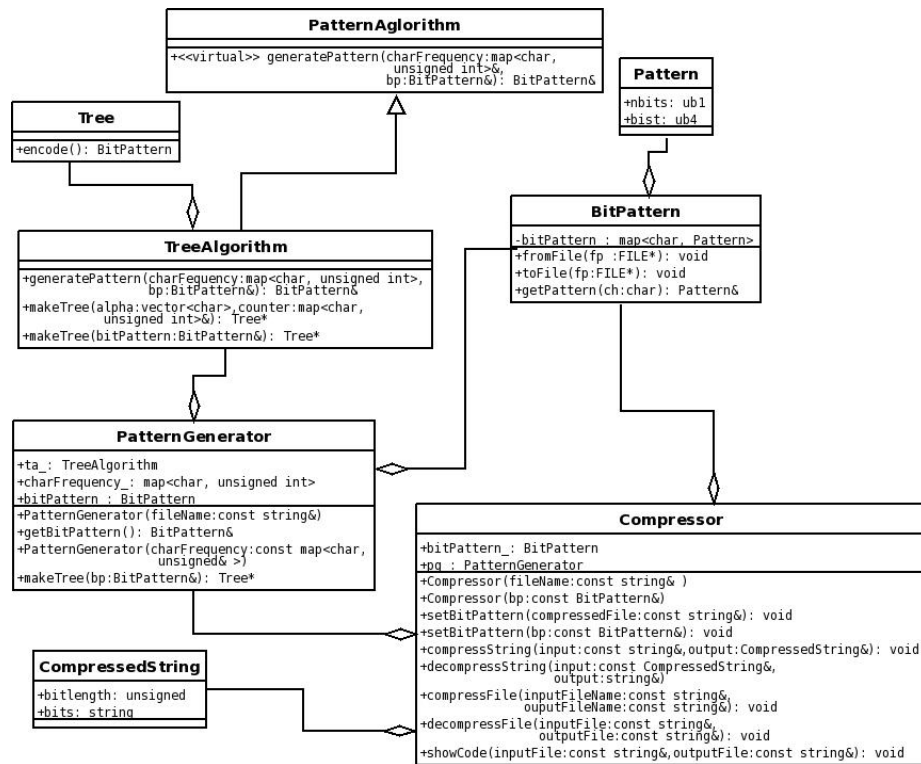 PatternAglorithm
+<<virtual>> generatePattern(charFrequency:map<char,
unsigned int>&,
bp:BitPattern&): BitPattern&
Pattern
+nbits: ub1
+bist: ub4
Tree
+encode(): BitPattern
BitPattern
-bitPattern_: map<char, Pattern>
+fromFile(fp :FILE*): void
+toFile(fp:FILE*): void
+getPattern(ch:char): Pattern&
TreeAlgorithm
+generatePattern(charFequency:map<char, unsigned int>,
bp:BitPattern&): BitPattern&
+makeTree(alpha:vector<char>,counter:map<char,
unsigned int>&): Tree*
+makeTree(bitPattern:BitPattern&): Tree*
PatternGenerator
+ta_: TreeAlgorithm
+charFrequency_: map<char, unsigned int>
+bitPattern_: BitPattern
+PatternGenerator(fileName:const string&)
+getBitPattern(): BitPattern&
+PatternGenerator(charFrequency:const map<char,
unsigned& >)
+makeTree(bp:BitPattern&): Tree*
Compressor
+bitPattern_: BitPattern
+pg_: PatternGenerator
+Compressor(fileName:const string& )
+Compressor(bp:const BitPattern&)
+setBitPattern(compressedFile:const string&): void
+setBitPattern(bp:const BitPattern&): void
+compressString(input:const string&,output:CompressedString&): void
+decompressString(input:const CompressedString&,
output:string&)
+compressFile(inputFileName:const string&,
ouputFileName:const string&): void
+decompressFile(inputFile:const string&,
outputFile:const string&): void
+showCode(inputFile:const string&,outputFile:const string&): void
CompressedString
+bitlength: unsigned
+bits: string